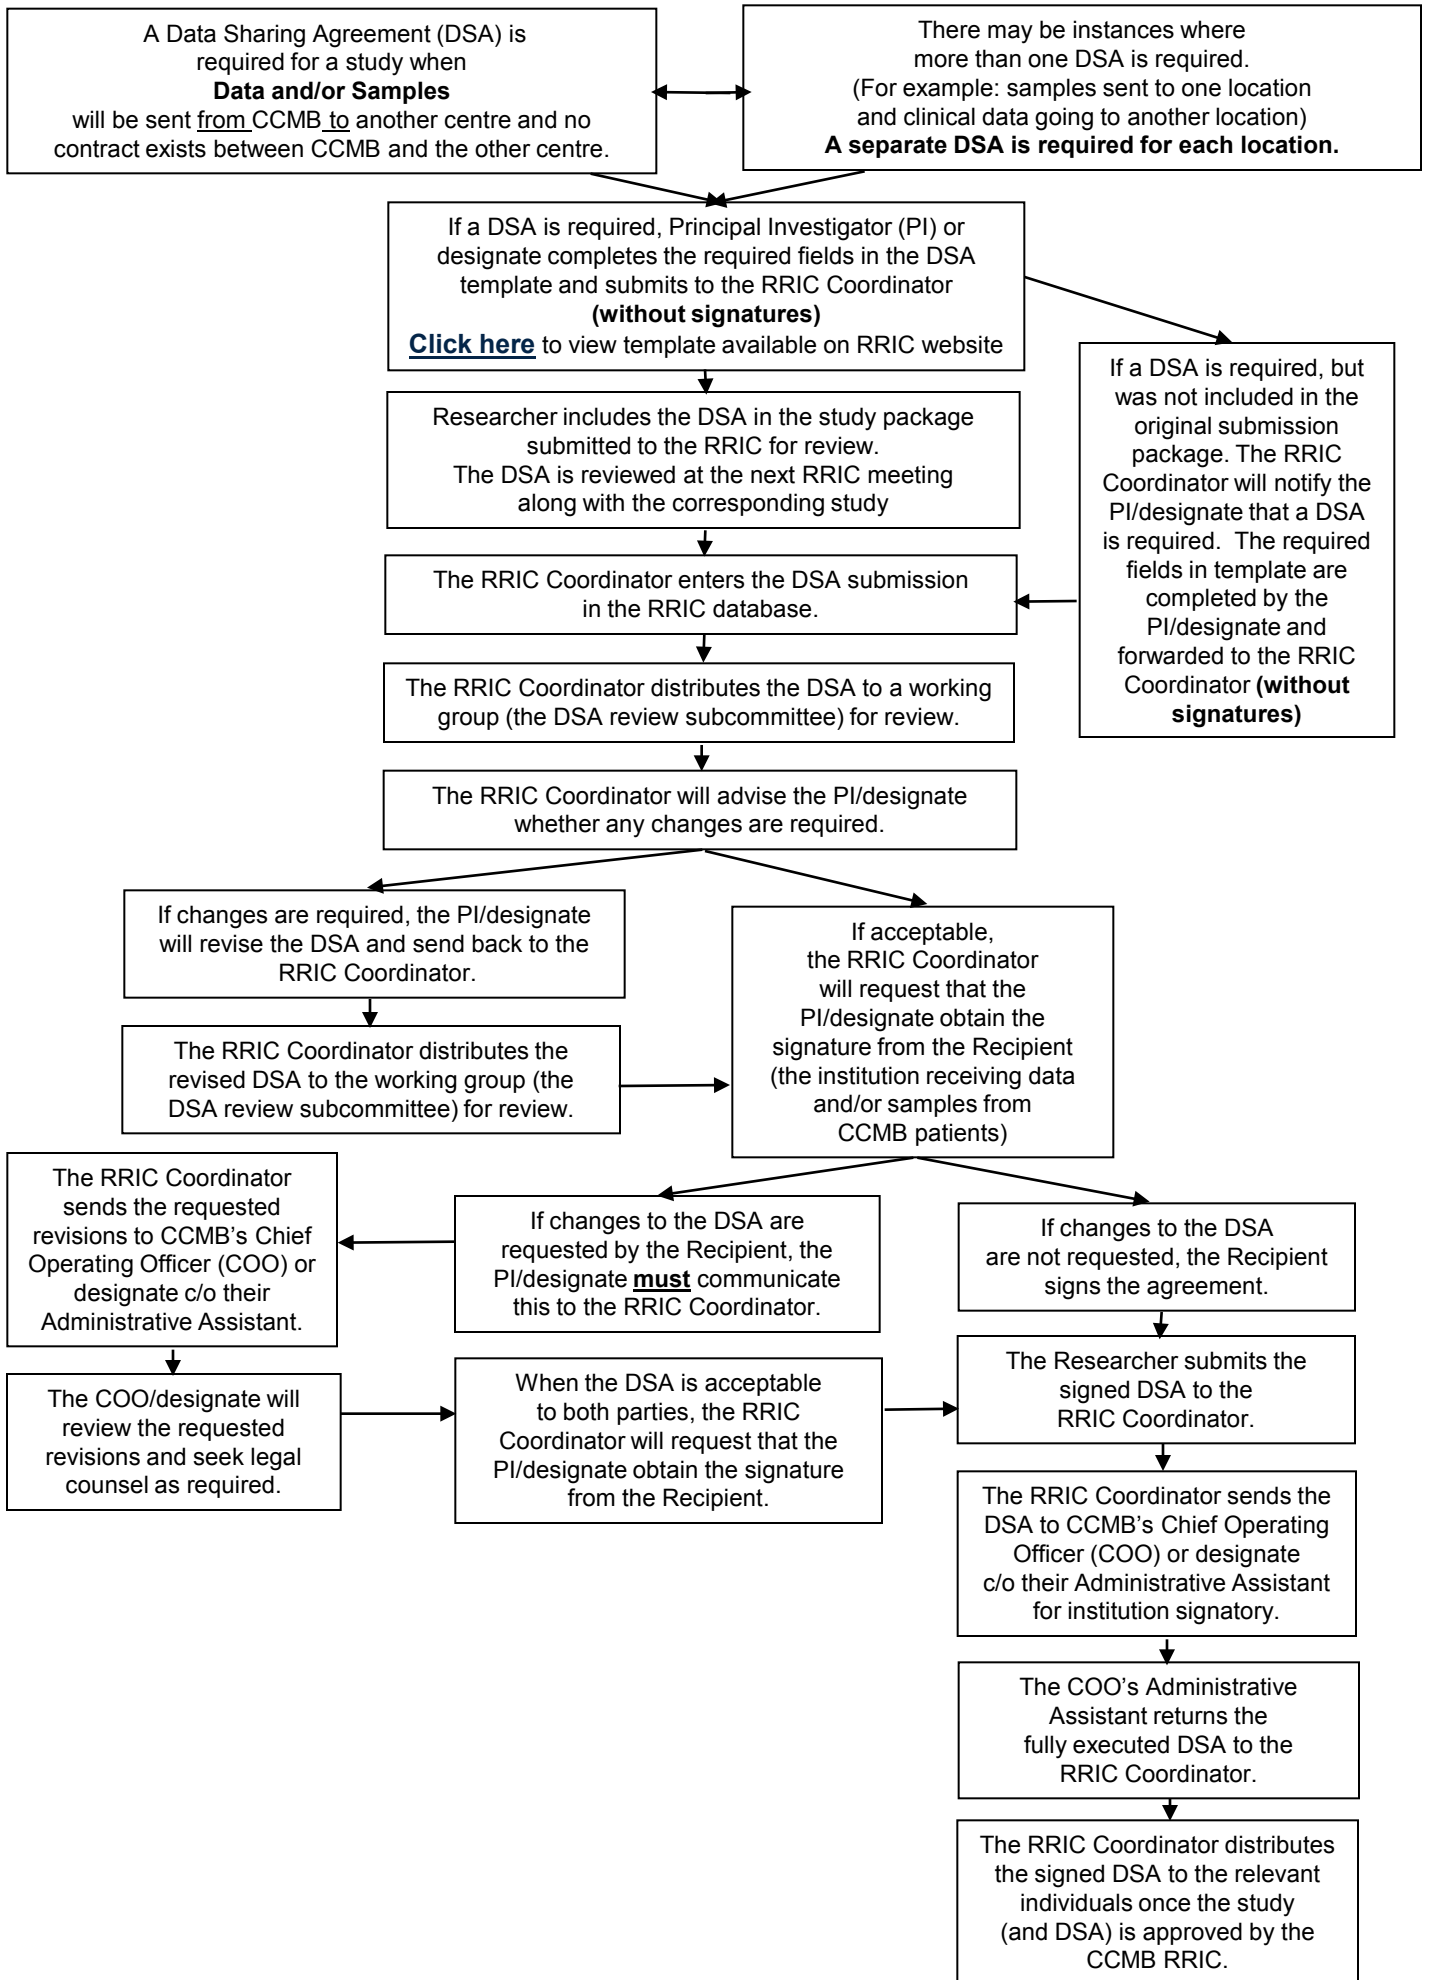 A Data Sharing Agreement (DSA) is
required for a study when
Data and/or Samples
will be sent from CCMB to another centre and no
contract exists between CCMB and the other centre.
There may be instances where
more than one DSA is required.
(For example: samples sent to one location
and clinical data going to another location)
A separate DSA is required for each location.
If a DSA is required, Principal Investigator (PI) or
designate completes the required fields in the DSA
template and submits to the RRIC Coordinator
(without signatures)
Click here to view template available on RRIC website
If a DSA is required, but
was not included in the
original submission
package. The RRIC
Coordinator will notify the
PI/designate that a DSA
is required. The required
fields in template are
completed by the
PI/designate and
forwarded to the RRIC
Coordinator (without
signatures)
Researcher includes the DSA in the study package
submitted to the RRIC for review.
The DSA is reviewed at the next RRIC meeting
along with the corresponding study
The RRIC Coordinator enters the DSA submission
in the RRIC database.
The RRIC Coordinator distributes the DSA to a working
group (the DSA review subcommittee) for review.
The RRIC Coordinator will advise the PI/designate
whether any changes are required.
If changes are required, the PI/designate
will revise the DSA and send back to the
RRIC Coordinator.
The RRIC Coordinator distributes the
revised DSA to the working group (the
DSA review subcommittee) for review.
If acceptable,
the RRIC Coordinator
will request that the
PI/designate obtain the
signature from the Recipient
(the institution receiving data
and/or samples from
CCMB patients)
The RRIC Coordinator
sends the requested
revisions to CCMB's Chief
Operating Officer (COO) or
designate c/o their
Administrative Assistant.
If changes to the DSA are
requested by the Recipient, the
PI/designate must communicate
this to the RRIC Coordinator.
If changes to the DSA
are not requested, the Recipient
signs the agreement.
The COO/designate will
review the requested
revisions and seek legal
counsel as required.
When the DSA is acceptable
to both parties, the RRIC
Coordinator will request that the
PI/designate obtain the signature
from the Recipient.
The Researcher submits the
signed DSA to the
RRIC Coordinator.
The RRIC Coordinator sends the
DSA to CCMB's Chief Operating
Officer (COO) or designate
c/o their Administrative Assistant
for institution signatory.
The COO's Administrative
Assistant returns the
fully executed DSA to the
RRIC Coordinator.
The RRIC Coordinator distributes
the signed DSA to the relevant
individuals once the study
(and DSA) is approved by the
CCMB RRIC.